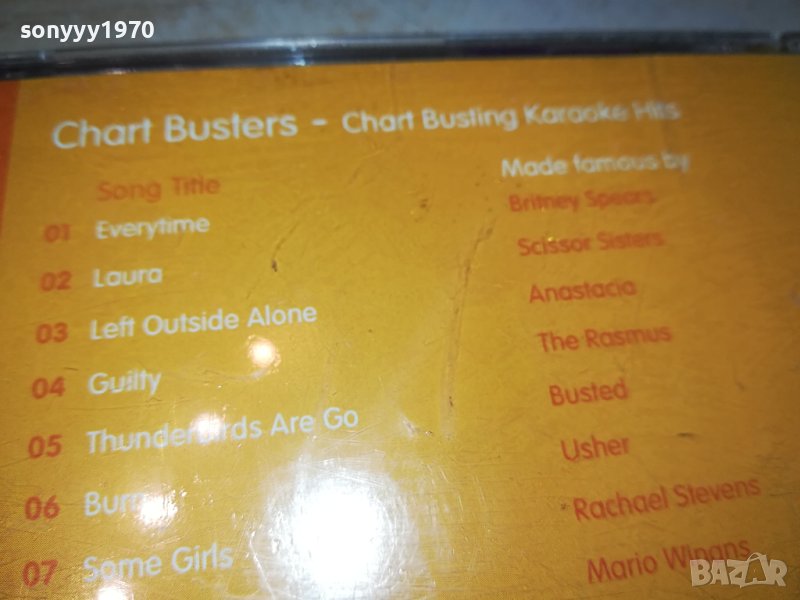 sonyyy1970
Chart Busters - Chart Busting Karaoke Hits
Song Title Made famous by
01 Everytime Britney Spears
02 Laura Scissor Sisters
03 Left Outside Alone Anastacia
04 Guilty The Rasmus
05 Thunderbirds Are Go Busted
06 Burn Usher
07 Some Girls Rachael Stevens
Mario Winans
BAZAR